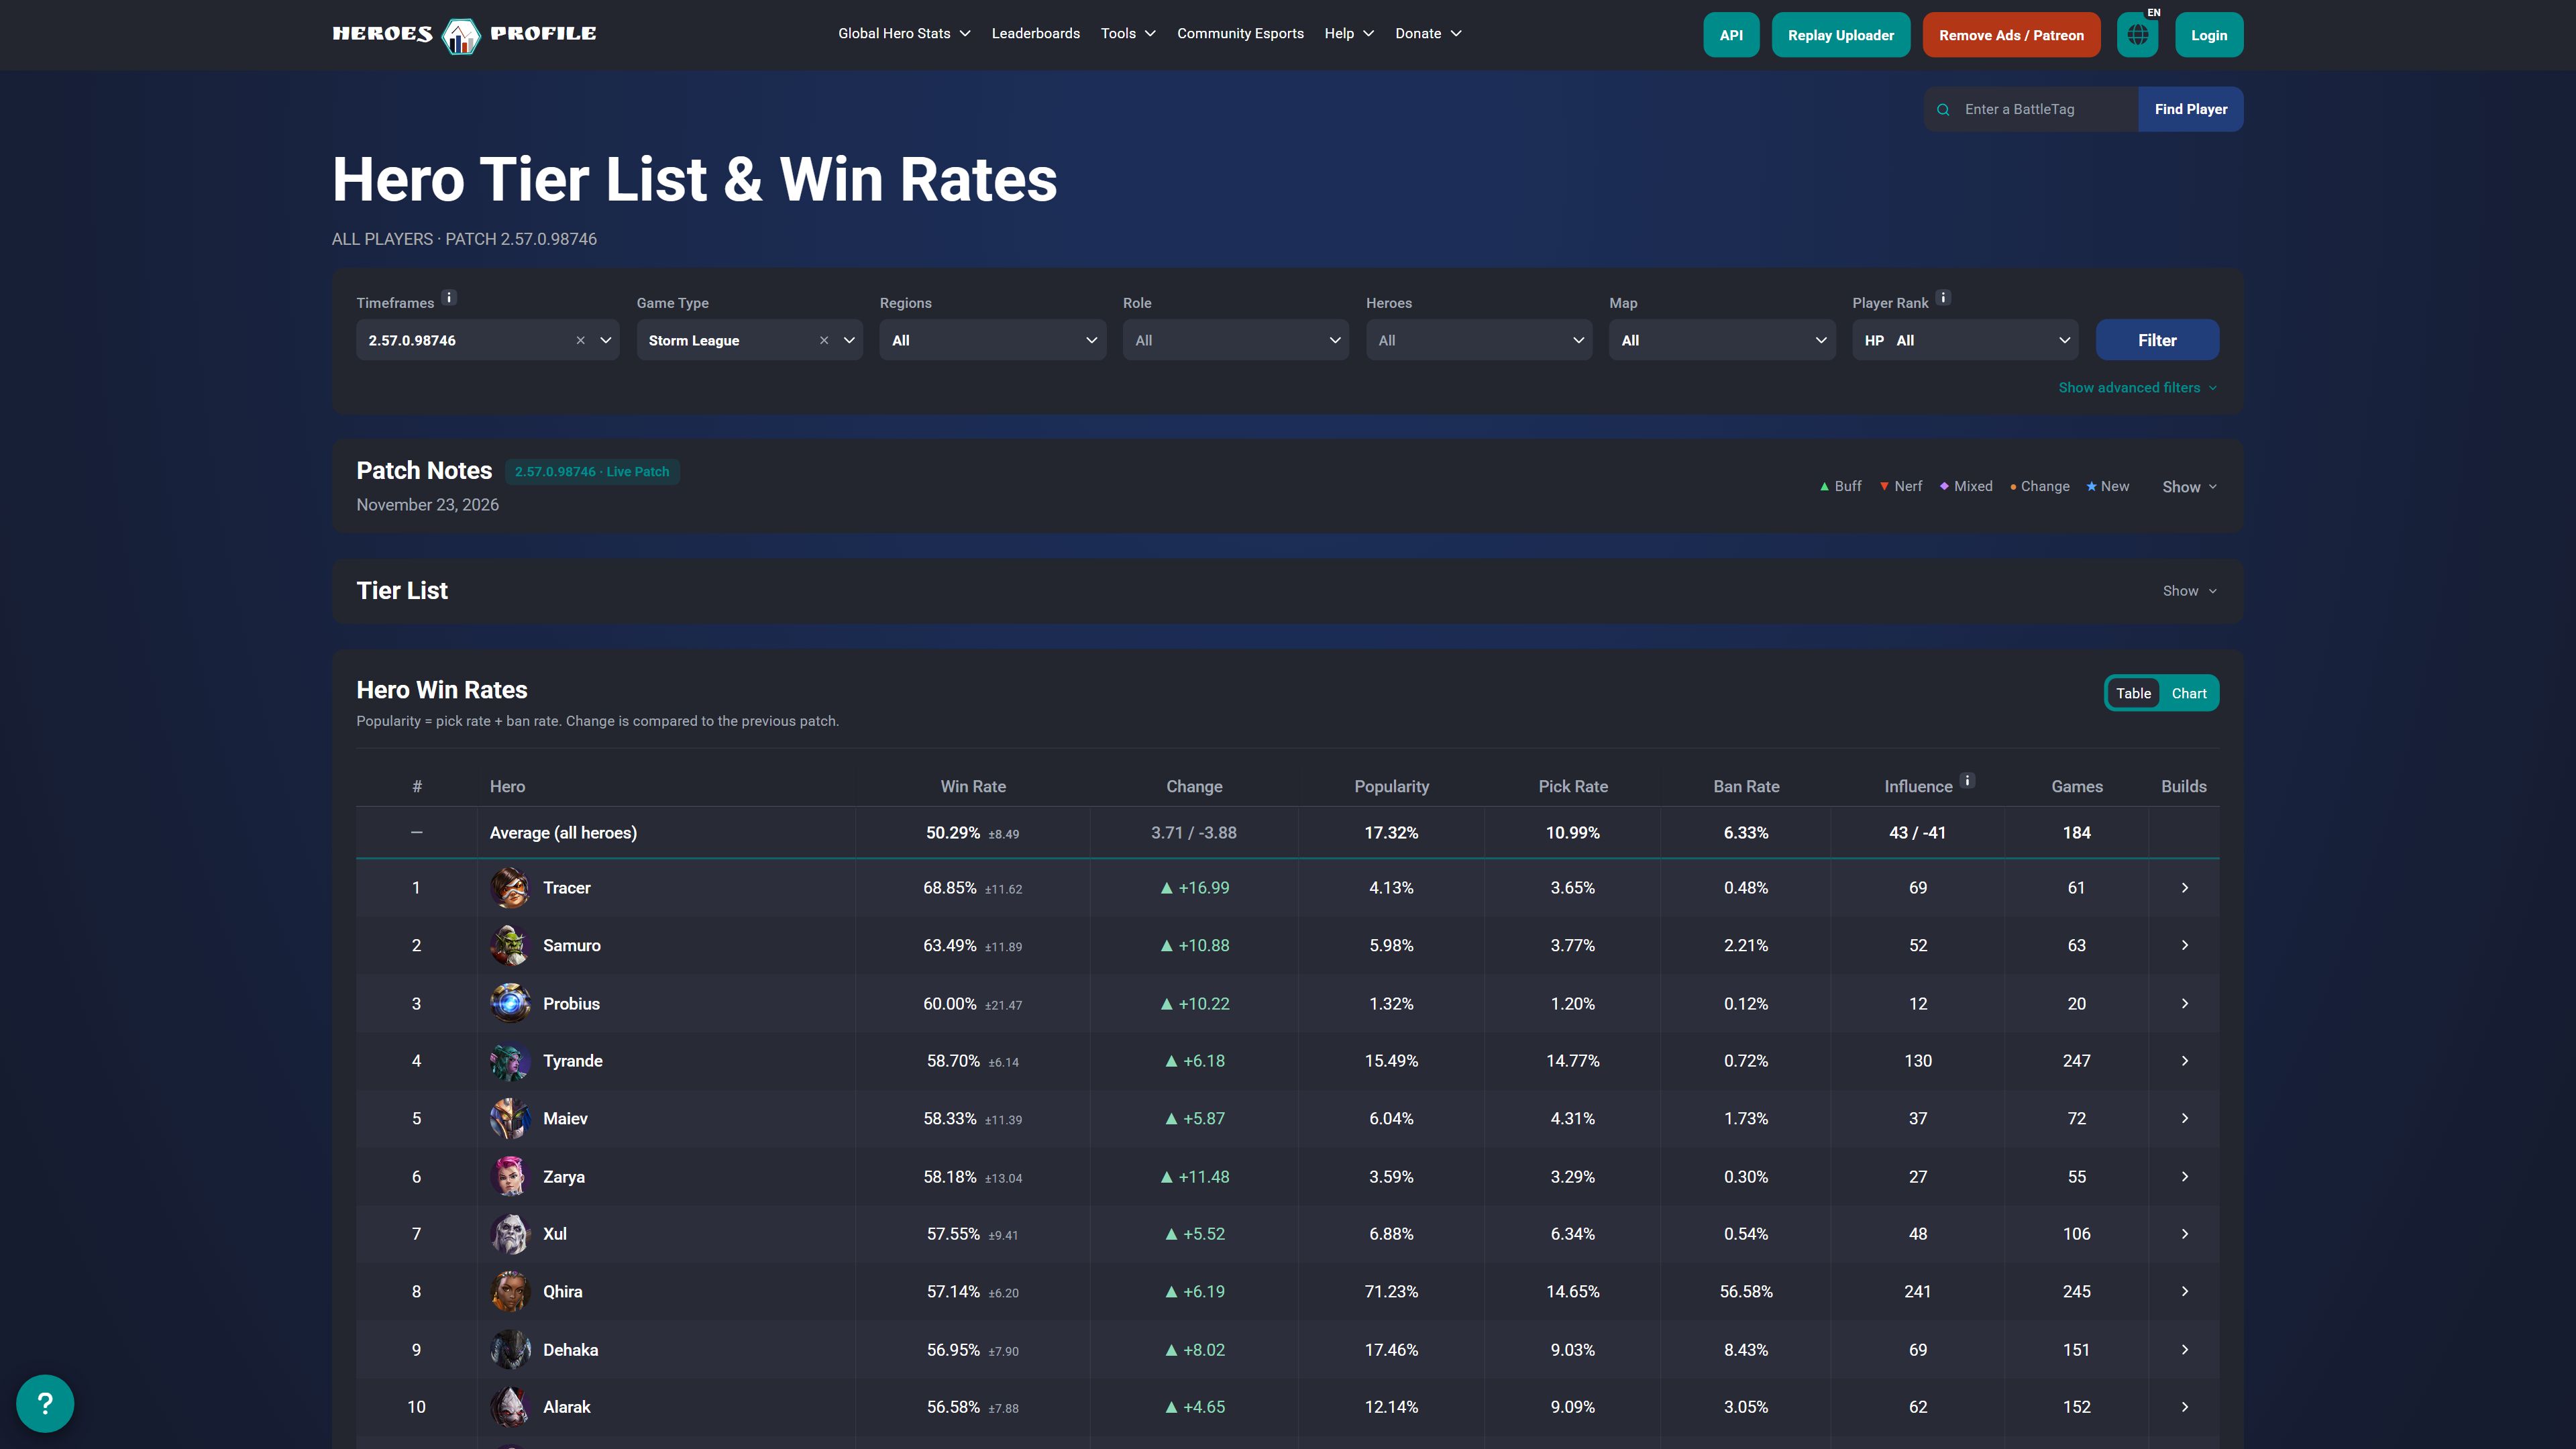 HEROES PROFILE
Global Hero Stats Leaderboards Tools Community Esports Help Donate
API Replay Uploader Remove Ads / Patreon EN Login
Enter a BattleTag Find Player
Hero Tier List & Win Rates
ALL PLAYERS · PATCH 2.57.0.98746
Timeframes i Game Type Regions Role Heroes Map Player Rank i
2.57.0.98746 × Storm League × All All All All HP All Filter
Show advanced filters
Patch Notes 2.57.0.98746 · Live Patch
November 23, 2026
▲ Buff ▼ Nerf ◆ Mixed ● Change ★ New Show
Tier List Show
Hero Win Rates Table Chart
Popularity = pick rate + ban rate. Change is compared to the previous patch.
# Hero Win Rate Change Popularity Pick Rate Ban Rate Influence i Games Builds
— Average (all heroes) 50.29% ±8.49 3.71 / -3.88 17.32% 10.99% 6.33% 43 / -41 184
1 Tracer 68.85% ±11.62 ▲ +16.99 4.13% 3.65% 0.48% 69 61
2 Samuro 63.49% ±11.89 ▲ +10.88 5.98% 3.77% 2.21% 52 63
3 Probius 60.00% ±21.47 ▲ +10.22 1.32% 1.20% 0.12% 12 20
4 Tyrande 58.70% ±6.14 ▲ +6.18 15.49% 14.77% 0.72% 130 247
5 Maiev 58.33% ±11.39 ▲ +5.87 6.04% 4.31% 1.73% 37 72
6 Zarya 58.18% ±13.04 ▲ +11.48 3.59% 3.29% 0.30% 27 55
7 Xul 57.55% ±9.41 ▲ +5.52 6.88% 6.34% 0.54% 48 106
8 Qhira 57.14% ±6.20 ▲ +6.19 71.23% 14.65% 56.58% 241 245
9 Dehaka 56.95% ±7.90 ▲ +8.02 17.46% 9.03% 8.43% 69 151
10 Alarak 56.58% ±7.88 ▲ +4.65 12.14% 9.09% 3.05% 62 152
?